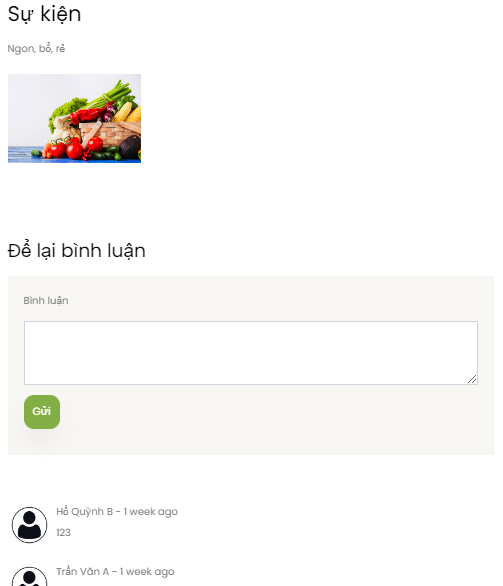 Sự kiện
Ngon, bổ, rẻ
Để lại bình luận
Bình luận
Gửi
Hồ Quỳnh B - 1 week ago
123
Trần Văn A - 1 week ago